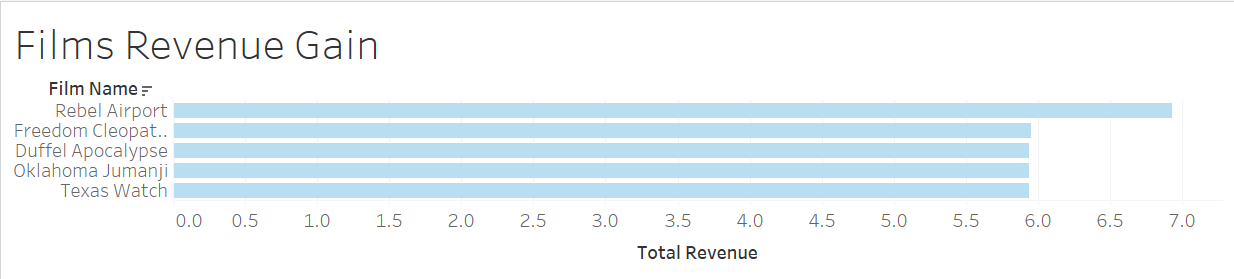 Films Revenue Gain
Film Name
Rebel Airport
Freedom Cleopat..
Duffel Apocalypse
Oklahoma Jumanji
Texas Watch
0.0 0.5 1.0 1.5 2.0 2.5 3.0 3.5 4.0 4.5 5.0 5.5 6.0 6.5 7.0
Total Revenue